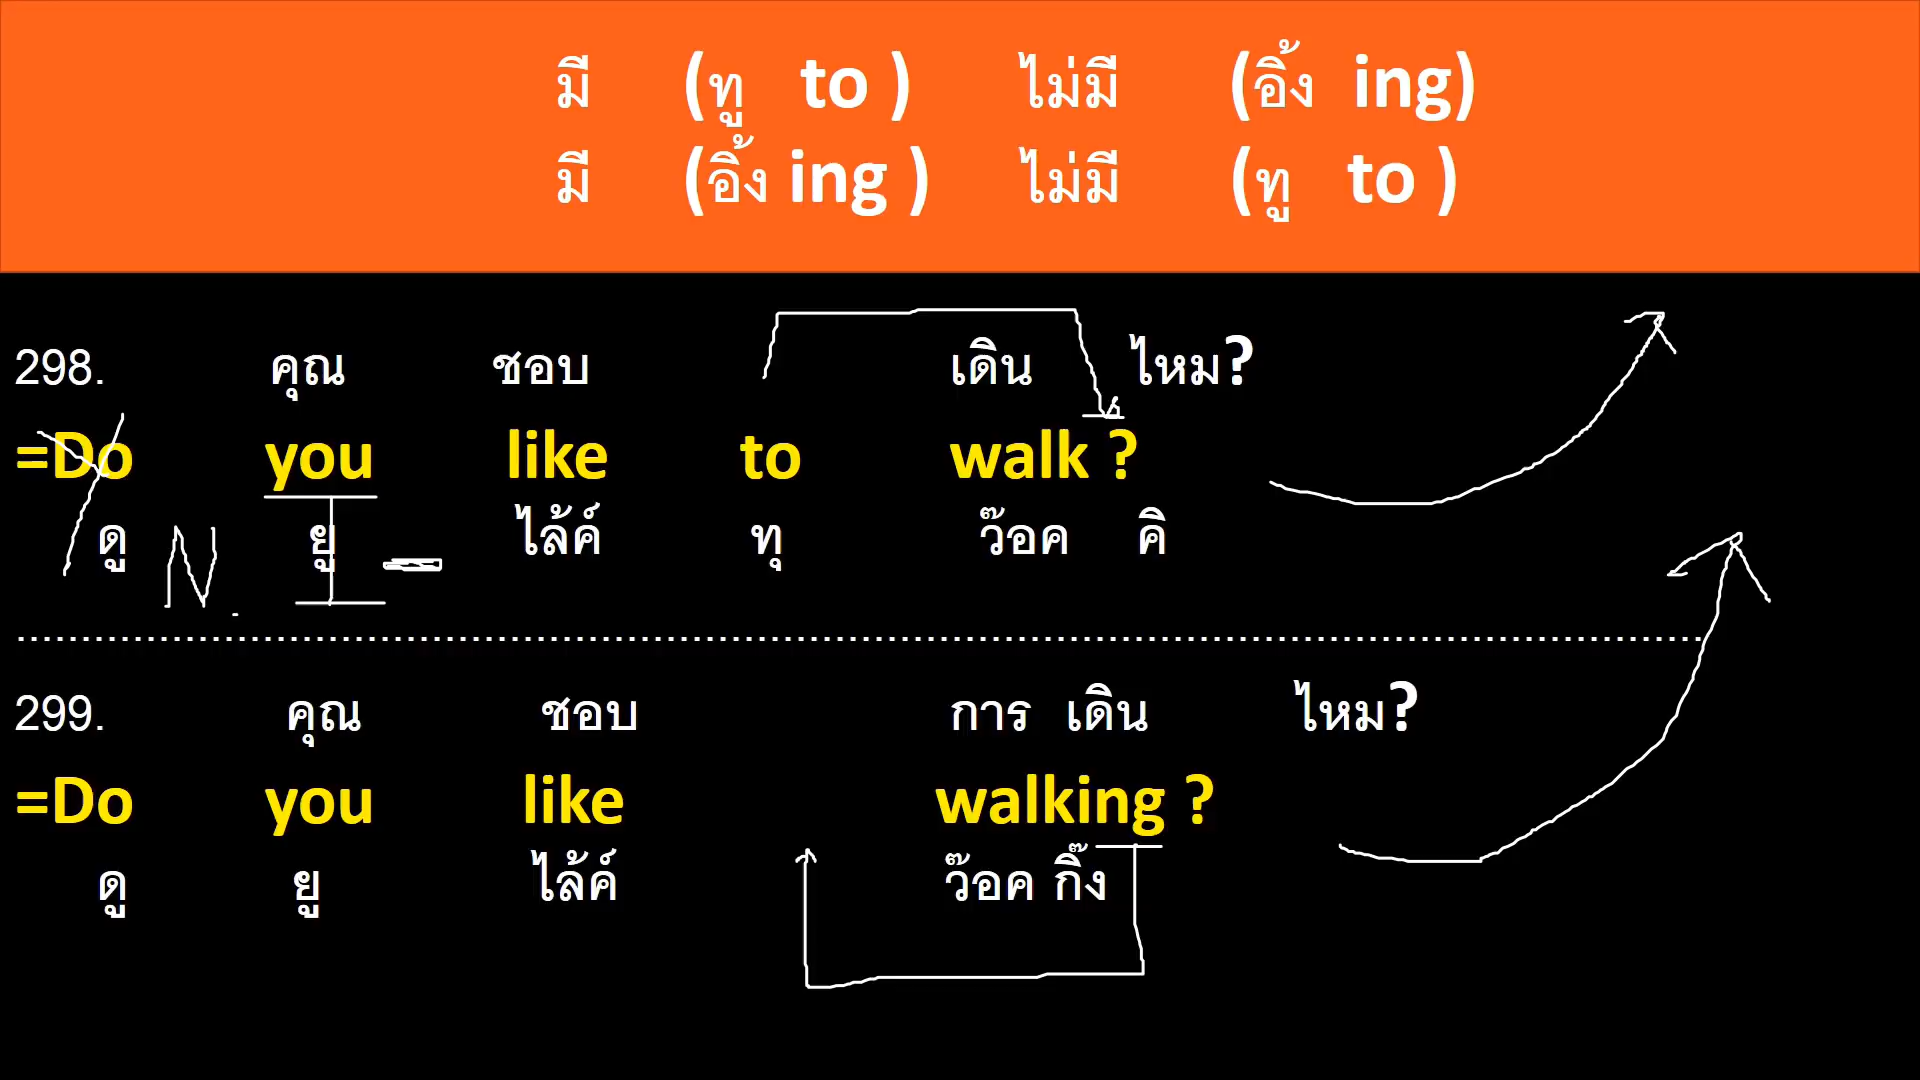 มี (ทู to ) ไม่มี (อิ้ง ing)
มี (อิ้ง ing ) ไม่มี (ทู to )
298. คุณ ชอบ เดิน ไหม?
=Do you like to walk ?
ดู ยู ไล้ค์ ทุ ว๊อค คิ
N.
299. คุณ ชอบ การ เดิน ไหม?
=Do you like walking ?
ดู ยู ไล้ค์ ว๊อค กิ๊ง